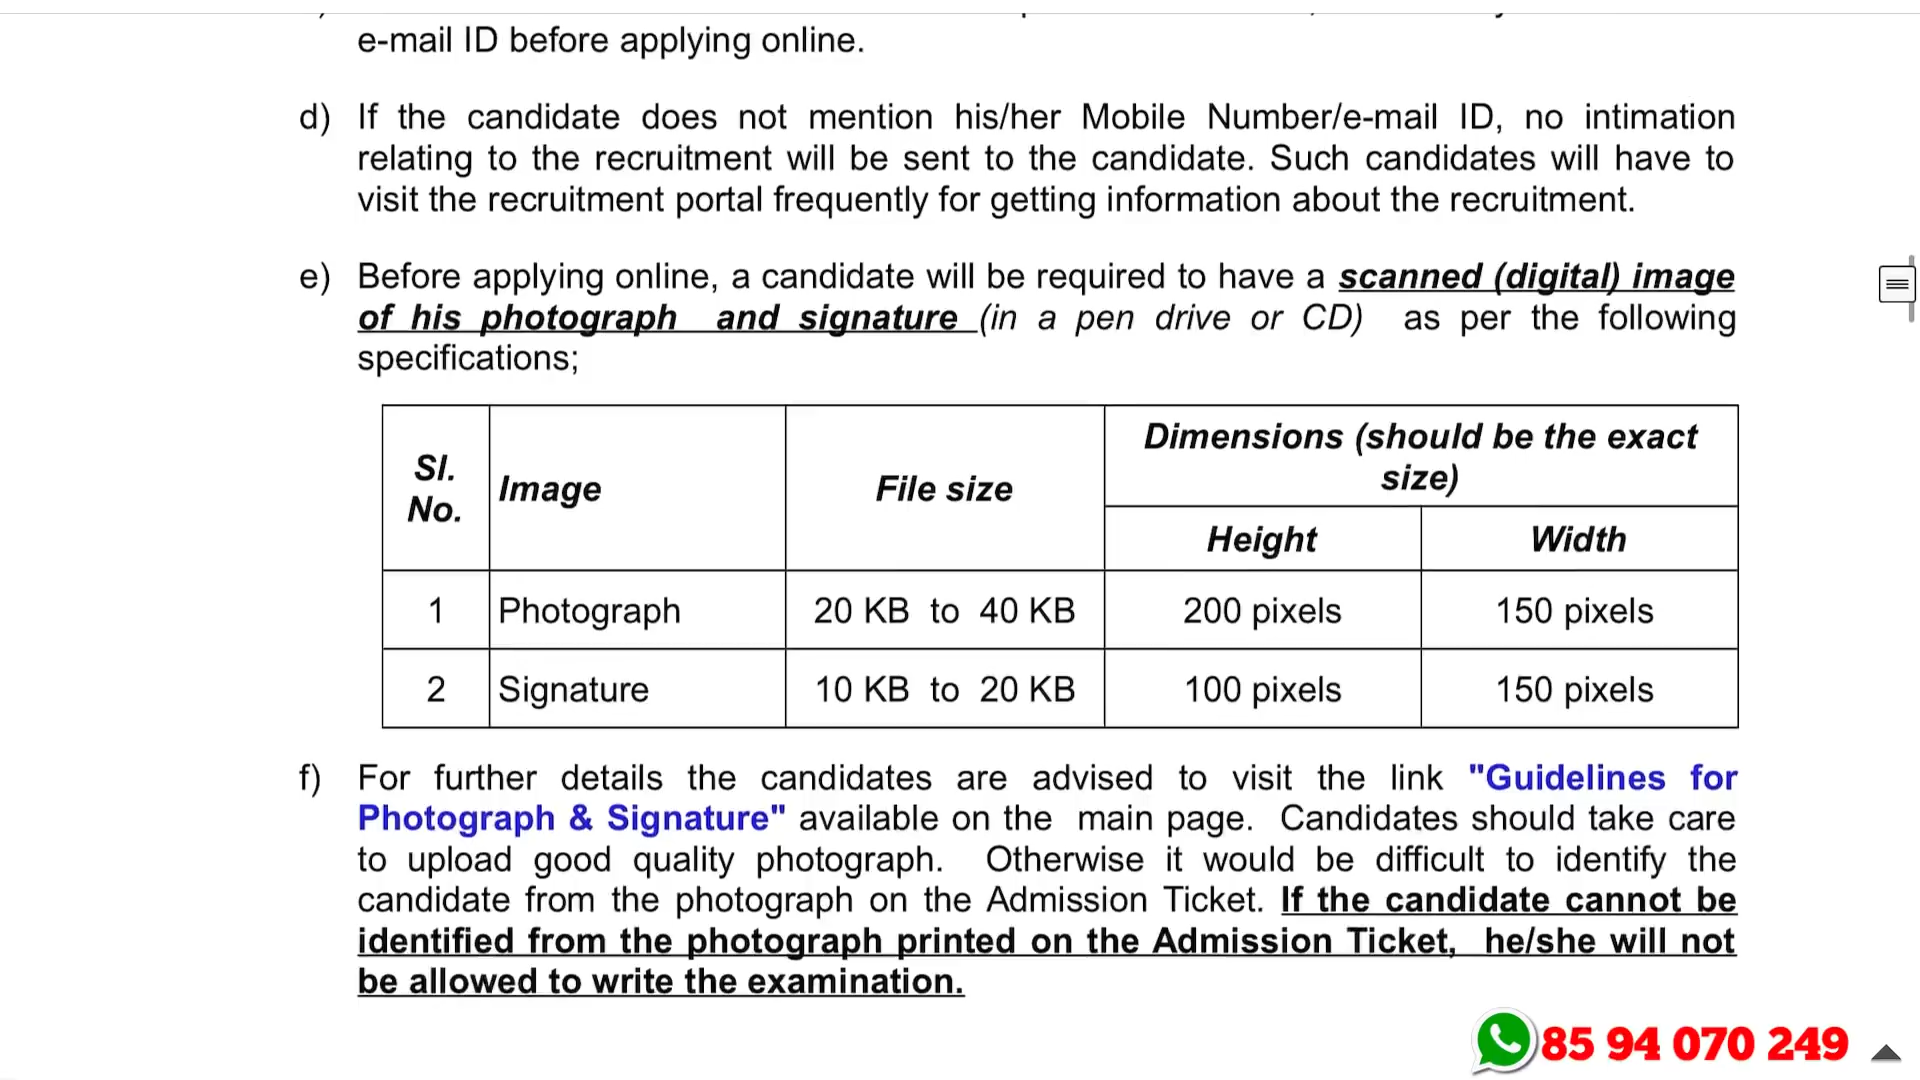 e-mail ID before applying online.
d) If the candidate does not mention his/her Mobile Number/e-mail ID, no intimation
relating to the recruitment will be sent to the candidate. Such candidates will have to
visit the recruitment portal frequently for getting information about the recruitment.
e) Before applying online, a candidate will be required to have a scanned (digital) image
of his photograph and signature (in a pen drive or CD) as per the following
specifications;
Sl. No. Image File size Dimensions (should be the exact size)
Height Width
1 Photograph 20 KB to 40 KB 200 pixels 150 pixels
2 Signature 10 KB to 20 KB 100 pixels 150 pixels
f) For further details the candidates are advised to visit the link "Guidelines for
Photograph & Signature" available on the main page. Candidates should take care
to upload good quality photograph. Otherwise it would be difficult to identify the
candidate from the photograph on the Admission Ticket. If the candidate cannot be
identified from the photograph printed on the Admission Ticket, he/she will not
be allowed to write the examination.
85 94 070 249